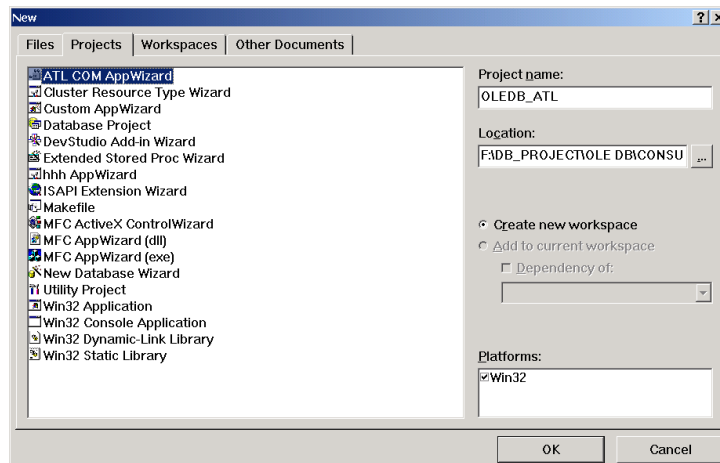 New
Files Projects Workspaces Other Documents
ATL COM AppWizard
Cluster Resource Type Wizard
Custom AppWizard
Database Project
DevStudio Add-in Wizard
Extended Stored Proc Wizard
hhh AppWizard
ISAPI Extension Wizard
Makefile
MFC ActiveX ControlWizard
MFC AppWizard (dll)
MFC AppWizard (exe)
New Database Wizard
Utility Project
Win32 Application
Win32 Console Application
Win32 Dynamic-Link Library
Win32 Static Library
Project name:
OLEDB_ATL
Location:
F:\DB_PROJECT\OLE DB\CONSU
...
Create new workspace
Add to current workspace
Dependency of:
Platforms:
Win32
OK Cancel